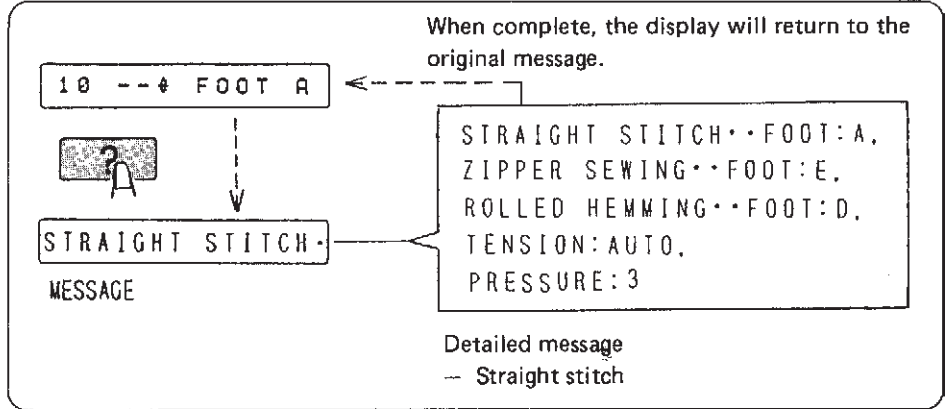 When complete, the display will return to the
original message.
10 --‡ FOOT A
?
STRAIGHT STITCH·
MESSAGE
STRAIGHT STITCH··FOOT:A,
ZIPPER SEWING··FOOT:E,
ROLLED HEMMING··FOOT:D,
TENSION:AUTO,
PRESSURE:3
Detailed message
— Straight stitch